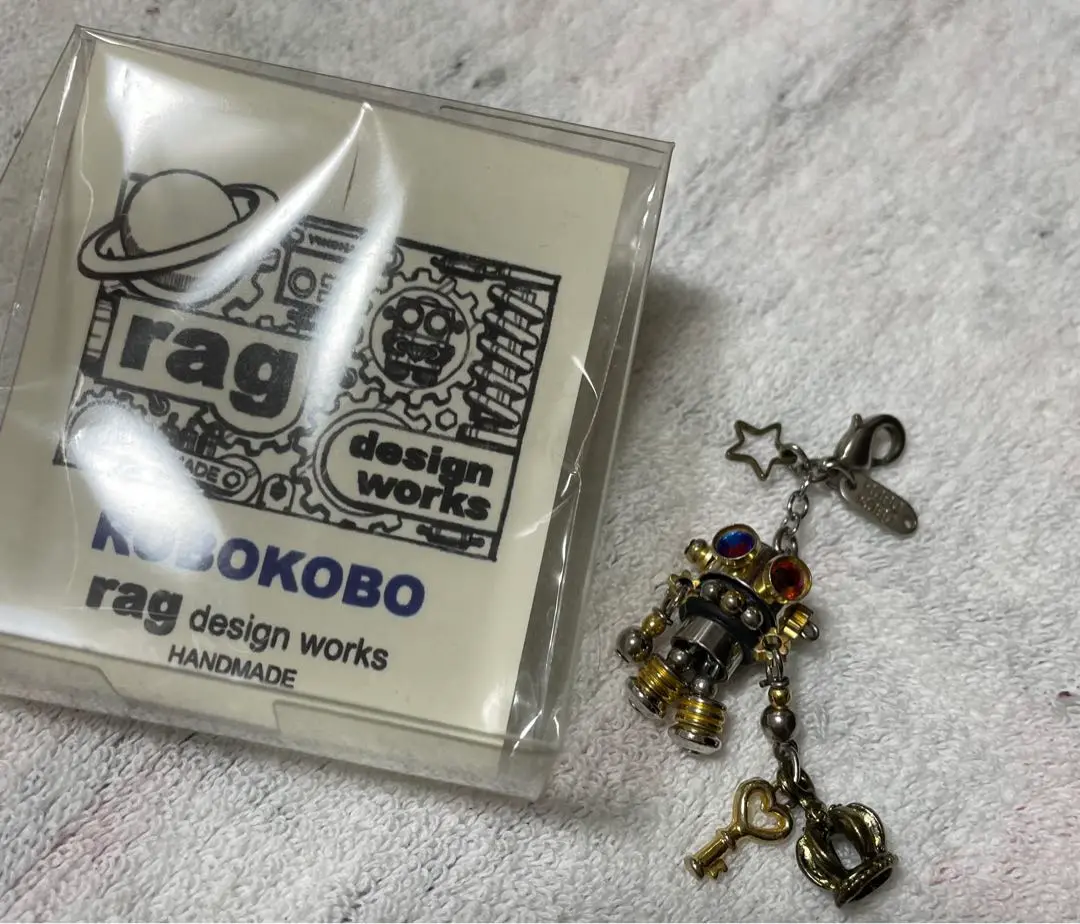 rag
design
works
KOBOKOBO
rag design works
HANDMADE